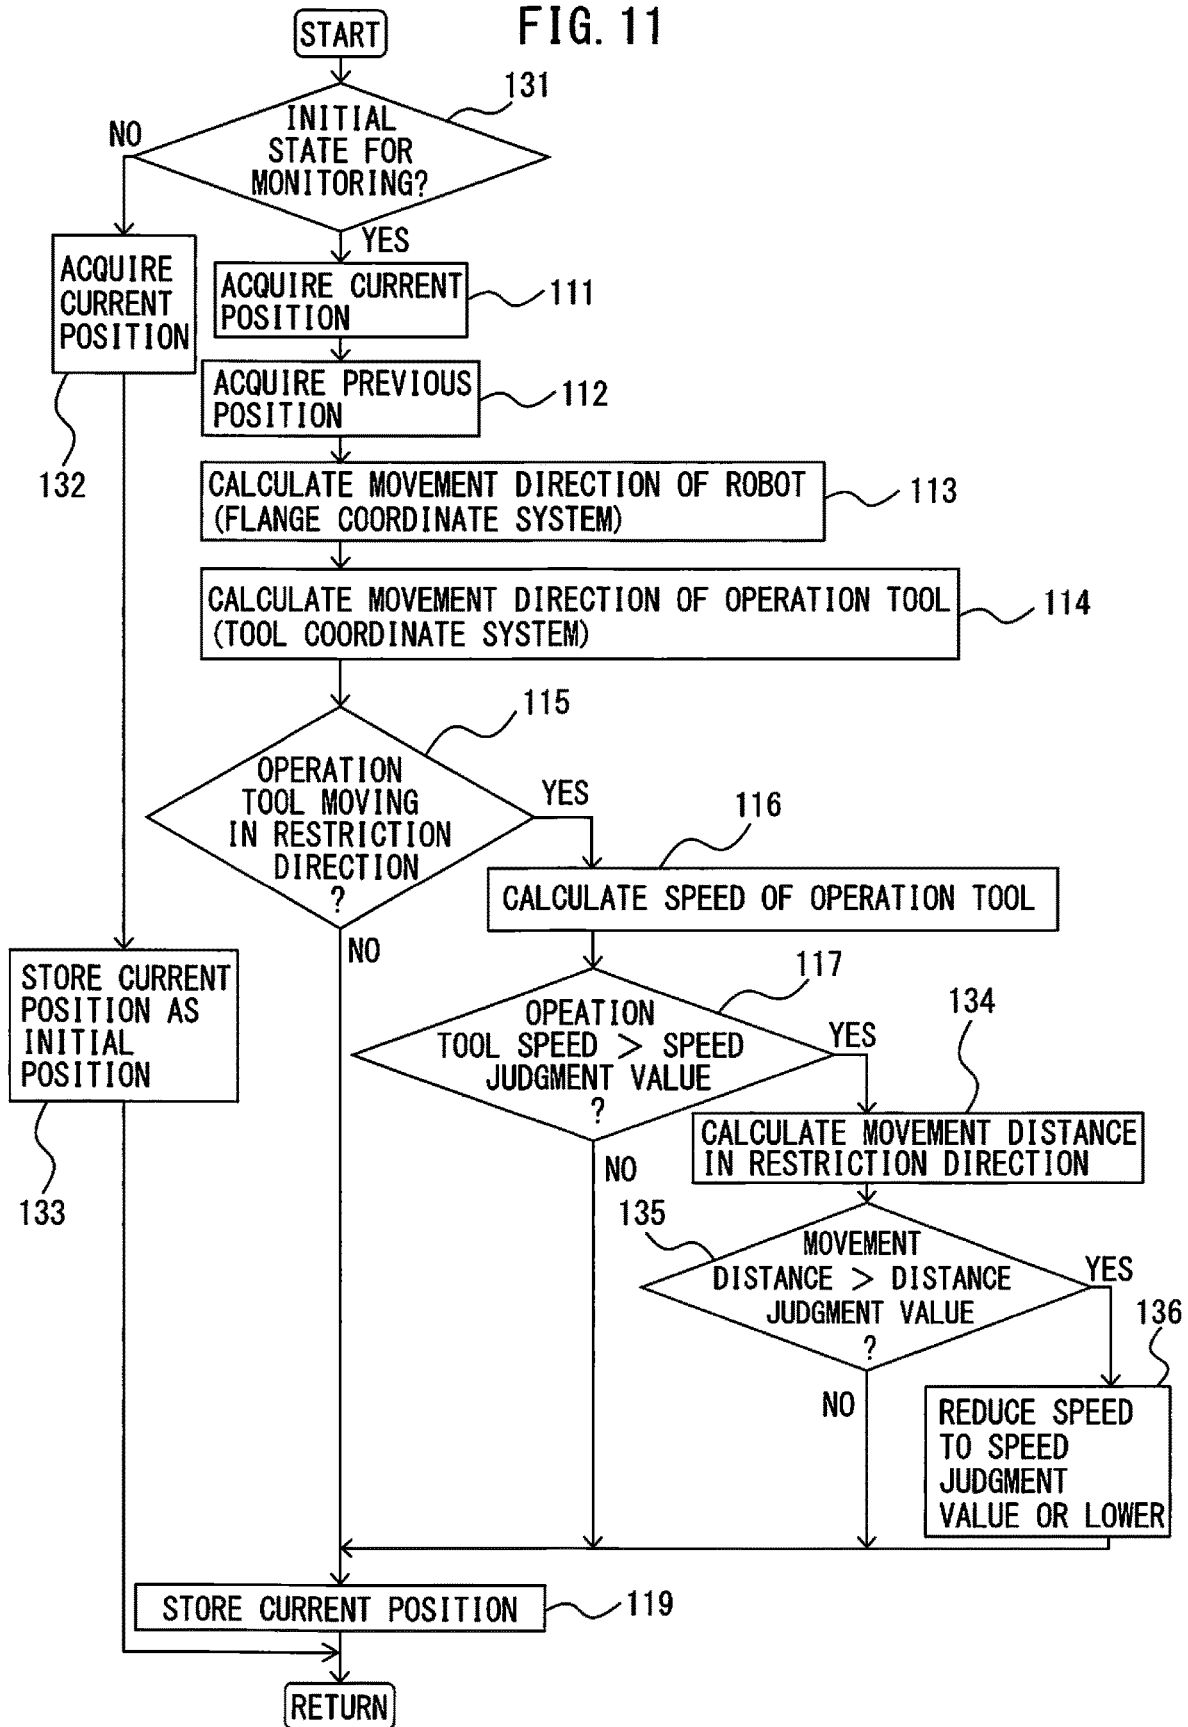 FIG. 11
START
131
INITIAL
STATE FOR
MONITORING?
NO
YES
ACQUIRE
CURRENT
POSITION
132
ACQUIRE CURRENT
POSITION
111
ACQUIRE PREVIOUS
POSITION
112
CALCULATE MOVEMENT DIRECTION OF ROBOT
(FLANGE COORDINATE SYSTEM)
113
CALCULATE MOVEMENT DIRECTION OF OPERATION TOOL
(TOOL COORDINATE SYSTEM)
114
115
OPERATION
TOOL MOVING
IN RESTRICTION
DIRECTION
?
YES
NO
116
CALCULATE SPEED OF OPERATION TOOL
117
OPEATION
TOOL SPEED > SPEED
JUDGMENT VALUE
?
YES
NO
STORE CURRENT
POSITION AS
INITIAL
POSITION
133
134
CALCULATE MOVEMENT DISTANCE
IN RESTRICTION DIRECTION
135
MOVEMENT
DISTANCE > DISTANCE
JUDGMENT VALUE
?
YES
NO
136
REDUCE SPEED
TO SPEED
JUDGMENT
VALUE OR LOWER
STORE CURRENT POSITION
119
RETURN